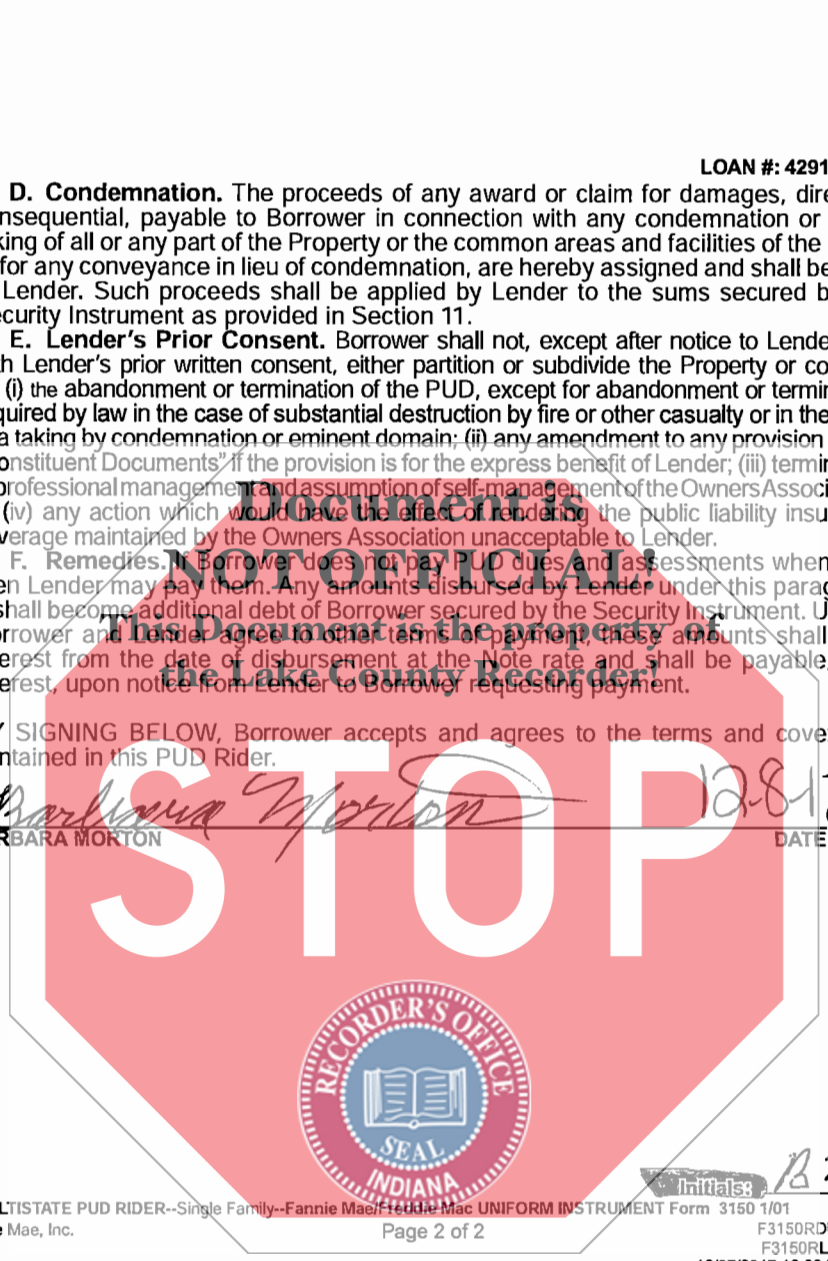 LOAN #: 4291
D. Condemnation. The proceeds of any award or claim for damages, dire
nsequential, payable to Borrower in connection with any condemnation or
king of all or any part of the Property or the common areas and facilities of the
for any conveyance in lieu of condemnation, are hereby assigned and shall be
Lender. Such proceeds shall be applied by Lender to the sums secured b
curity Instrument as provided in Section 11.
E. Lender's Prior Consent. Borrower shall not, except after notice to Lende
h Lender's prior written consent, either partition or subdivide the Property or co
(i) the abandonment or termination of the PUD, except for abandonment or termin
quired by law in the case of substantial destruction by fire or other casualty or in the
a taking by condemnation or eminent domain; (ii) any amendment to any provision
onstituent Documents" if the provision is for the express benefit of Lender; (iii) termin
professional management and assumption of self-management of the Owners Associ
(iv) any action which would have the effect of rendering the public liability insu
verage maintained by the Owners Association unacceptable to Lender.
F. Remedies. If Borrower does not pay PUD dues and assessments when
en Lender may pay them. Any amounts disbursed by Lender under this parag
shall become additional debt of Borrower secured by the Security Instrument. U
orrower and Lender agree to other terms of payment, these amounts shall
erest from the date of disbursement at the Note rate and shall be payable,
erest, upon notice from Lender to Borrower requesting payment.
Document is
NOT OFFICIAL!
This Document is the property of
the Lake County Recorder!
SIGNING BELOW, Borrower accepts and agrees to the terms and cove
ntained in this PUD Rider.
Barbara Morton 12-8-1
RBARA MORTON DATE
STOP
RECORDER'S OFFICE
SEAL
INDIANA
Initials: B
LTISTATE PUD RIDER--Single Family--Fannie Mae/Freddie Mac UNIFORM INSTRUMENT Form 3150 1/01
e Mae, Inc. Page 2 of 2 F3150RD
F3150RL